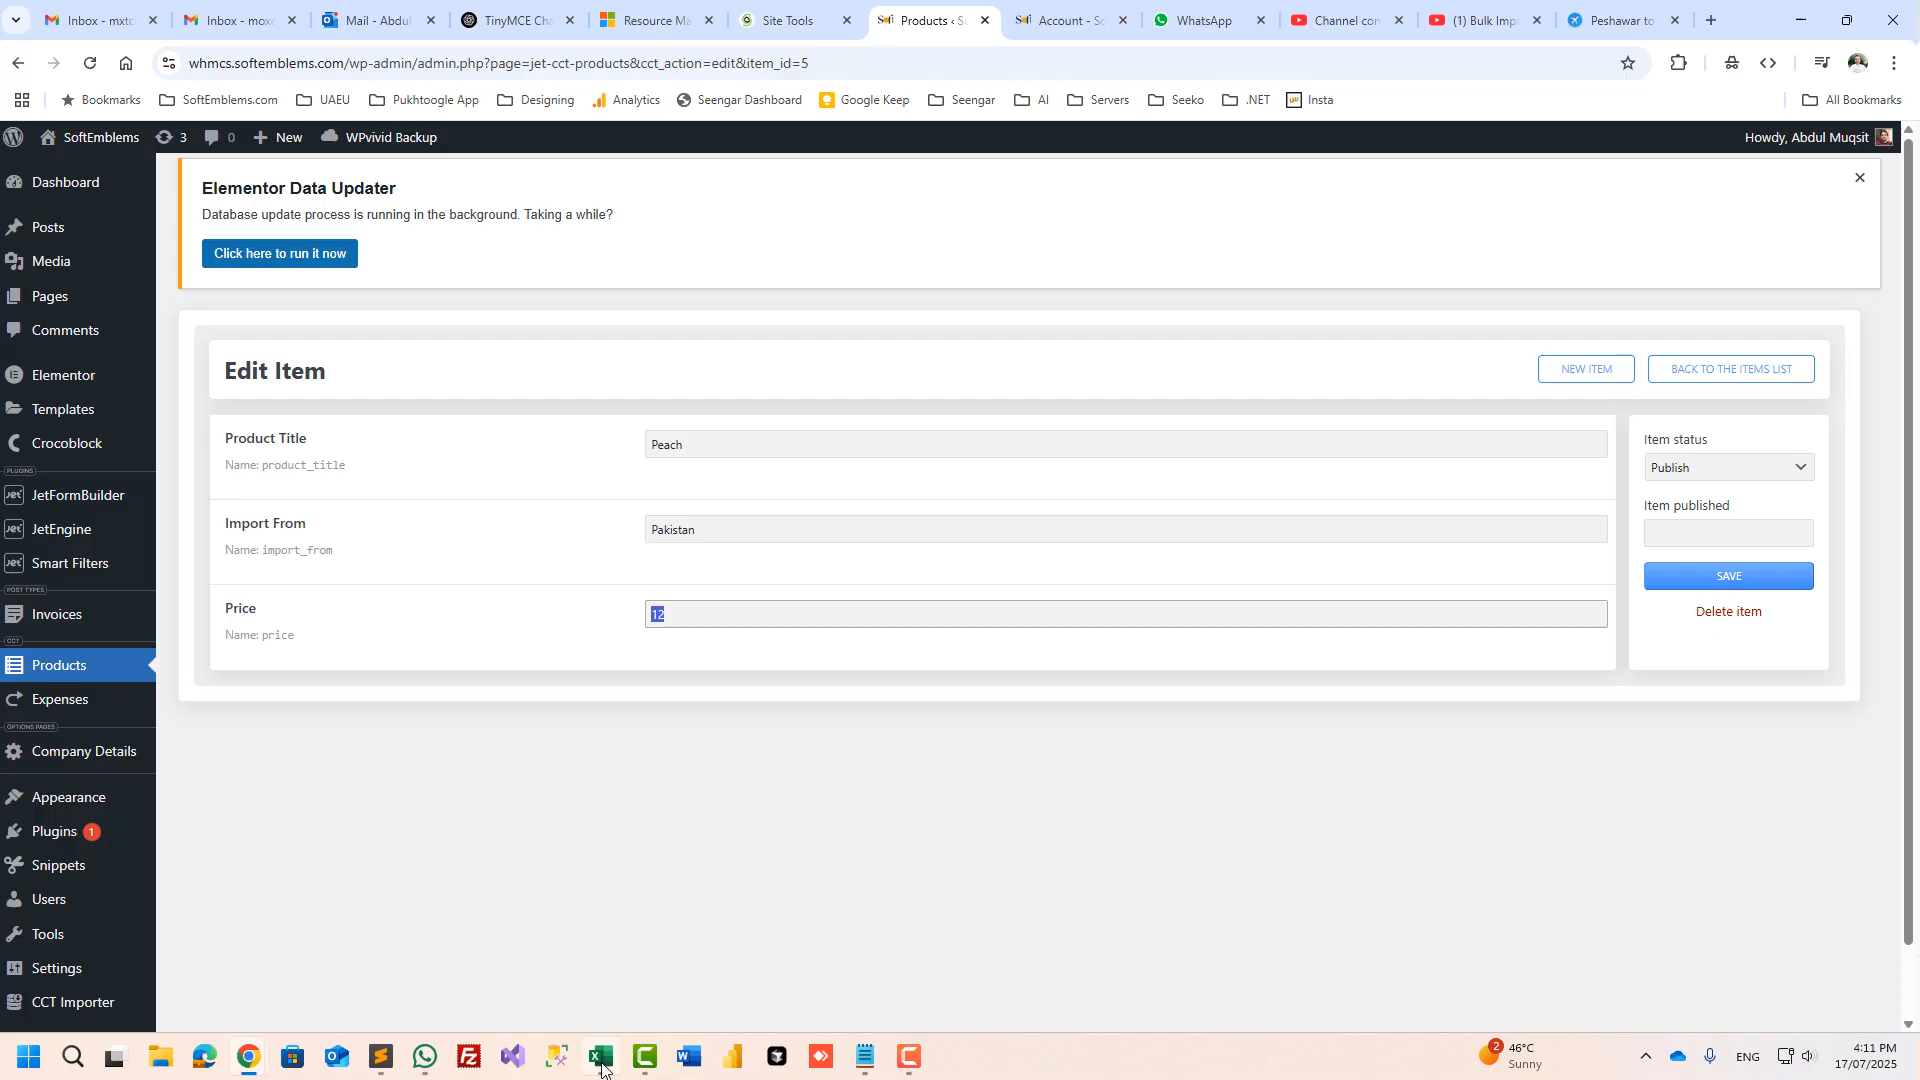 Inbox - mxtc
Inbox - moxe
Mail - Abdul
TinyMCE Cha
Resource Ma
Site Tools
Products ‹ So
Account - So
WhatsApp
Channel con
(1) Bulk Imp
Peshawar to
whmcs.softemblems.com/wp-admin/admin.php?page=jet-cct-products&cct_action=edit&item_id=5
Bookmarks
SoftEmblems.com
UAEU
Pukhtoogle App
Designing
Analytics
Seengar Dashboard
Google Keep
Seengar
AI
Servers
Seeko
.NET
Insta
All Bookmarks
SoftEmblems
3
0
New
WPvivid Backup
Howdy, Abdul Muqsit
Dashboard
Posts
Media
Pages
Comments
Elementor
Templates
Crocoblock
PLUGINS
JetFormBuilder
JetEngine
Smart Filters
POST TYPES
Invoices
CCT
Products
Expenses
OPTIONS PAGES
Company Details
Appearance
Plugins 1
Snippets
Users
Tools
Settings
CCT Importer
Elementor Data Updater
Database update process is running in the background. Taking a while?
Click here to run it now
Edit Item
NEW ITEM
BACK TO THE ITEMS LIST
Product Title
Name: product_title
Peach
Import From
Name: import_from
Pakistan
Price
Name: price
12
Item status
Publish
Item published
SAVE
Delete item
2
46°C
Sunny
ENG
4:11 PM
17/07/2025